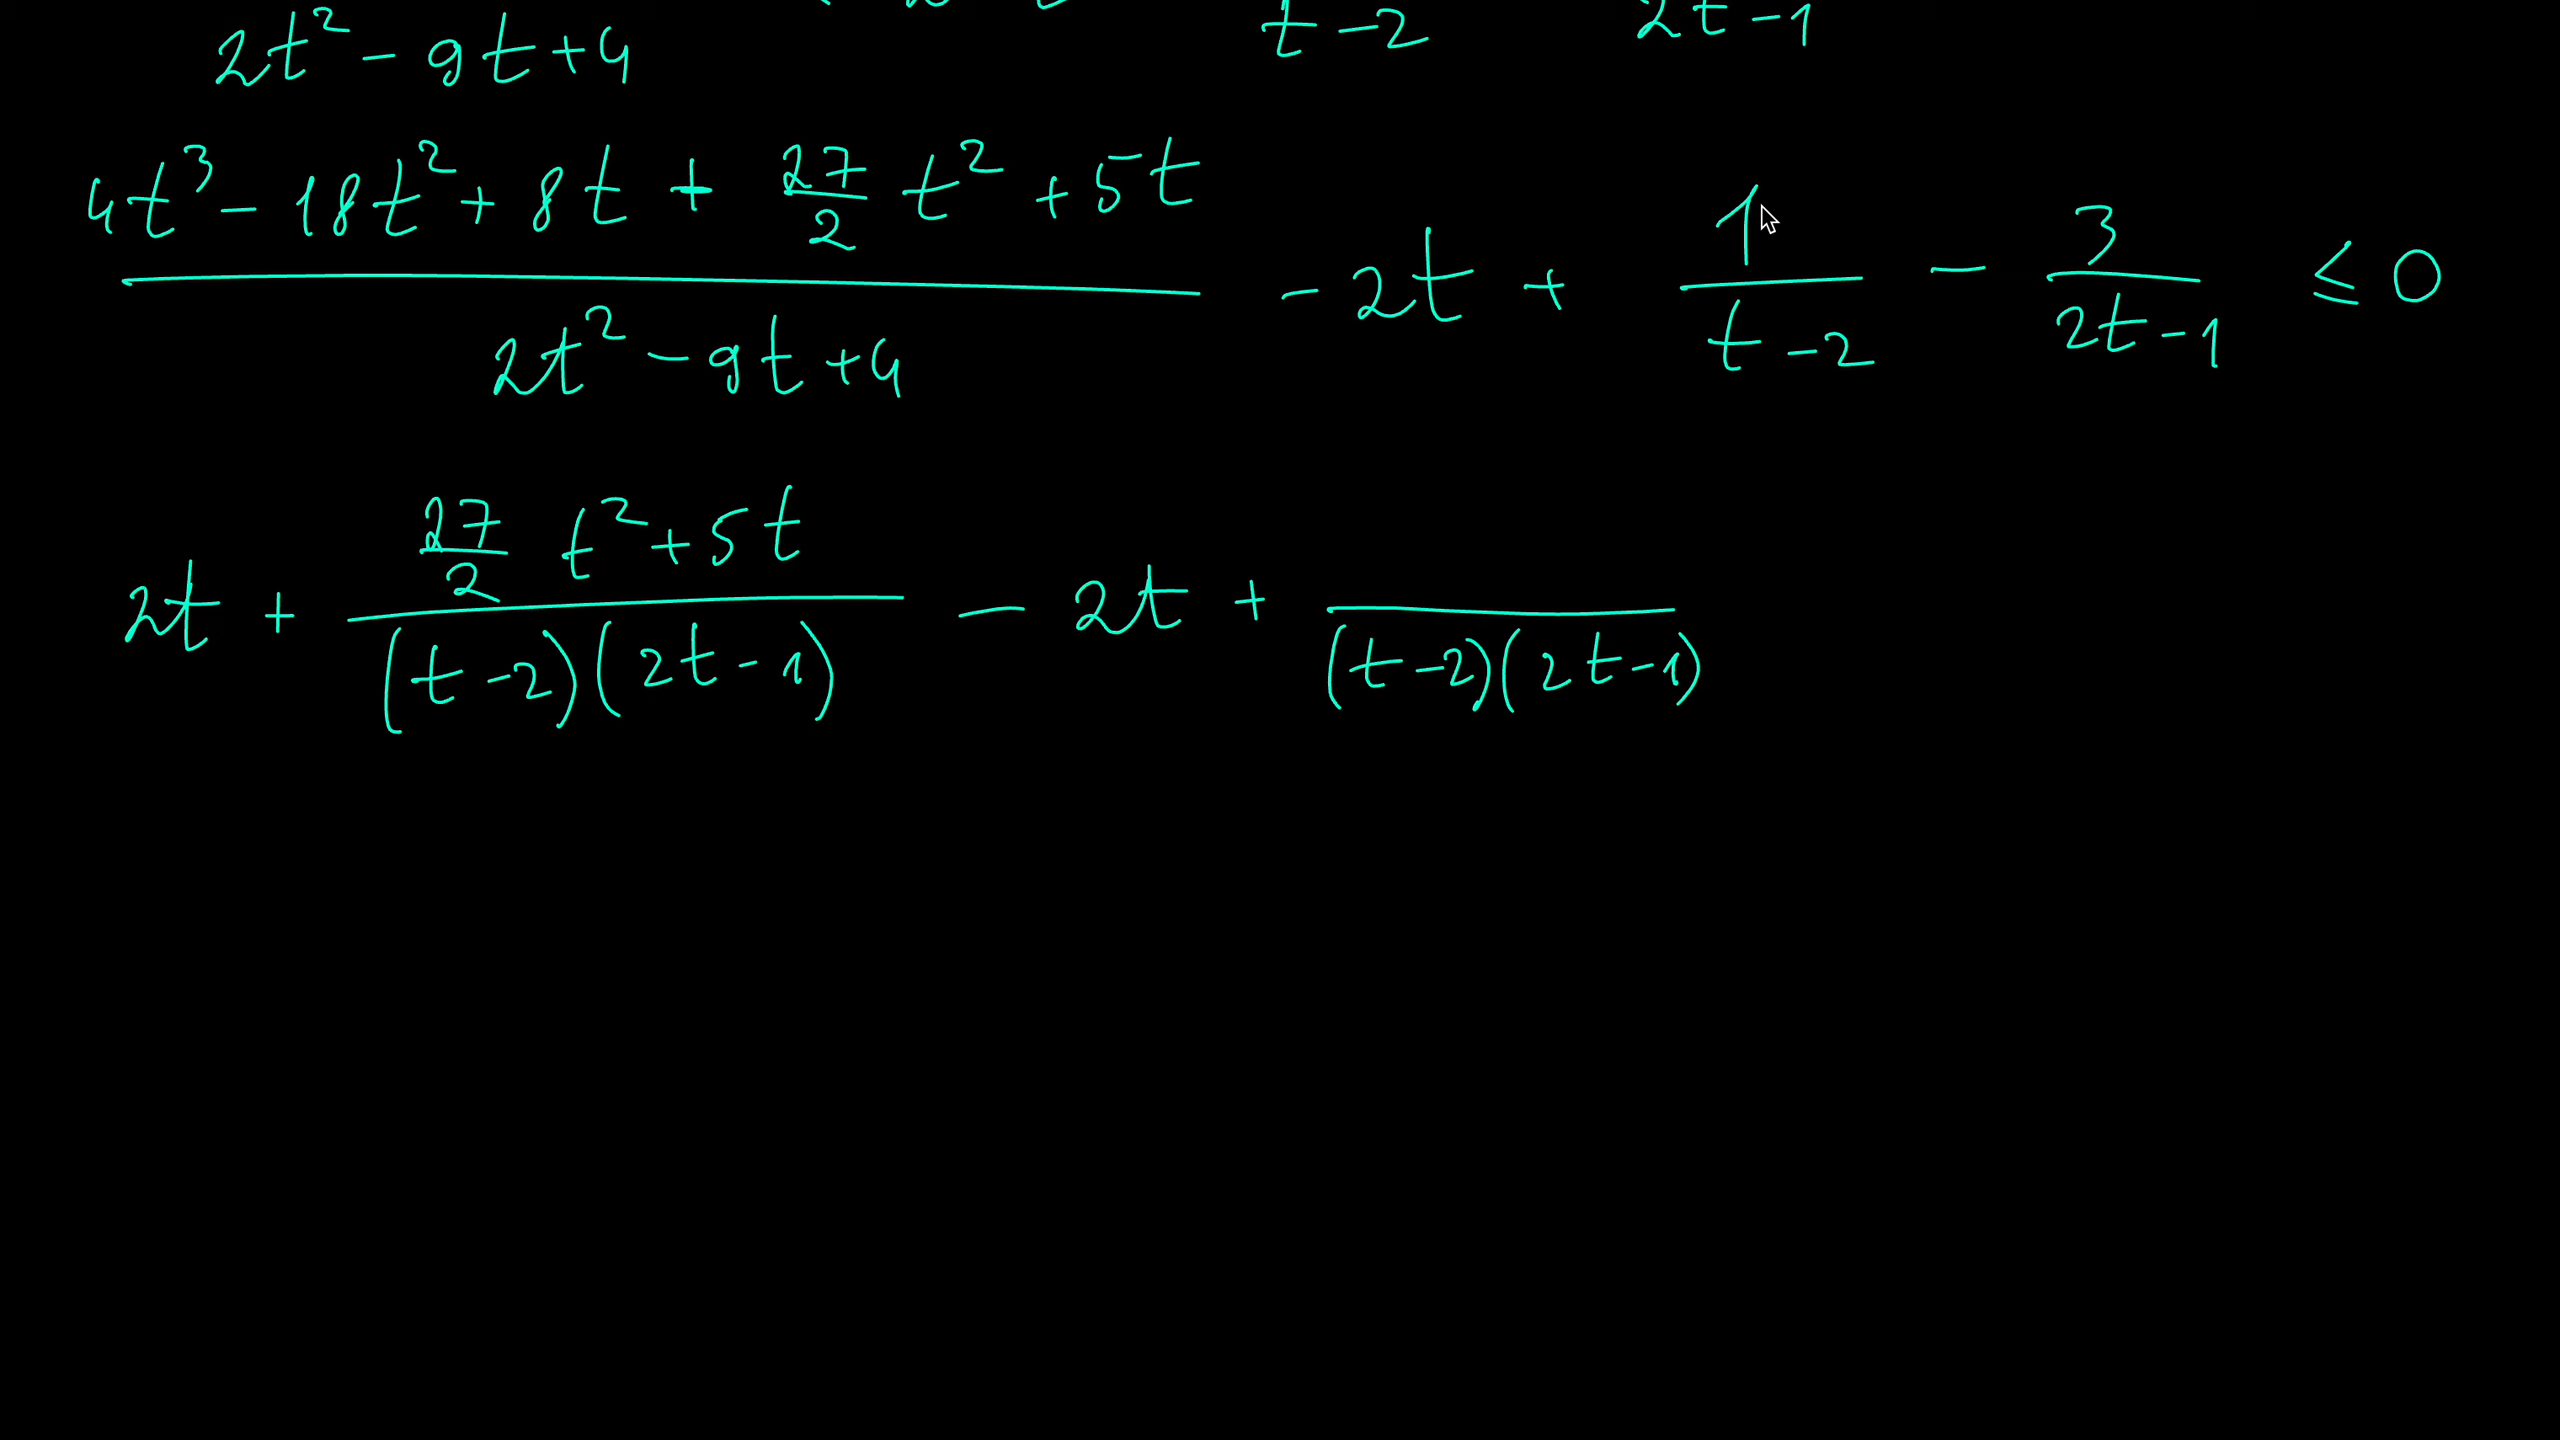 2t² - 9t + 4 t - 2 2t - 1
4t³ - 18t² + 8t + 27/2 t² + 5t / 2t² - 9t + 4 - 2t + 1 / t - 2 - 3 / 2t - 1 ≤ 0
2t + 27/2 t² + 5t / (t - 2)(2t - 1) - 2t + / (t - 2)(2t - 1)